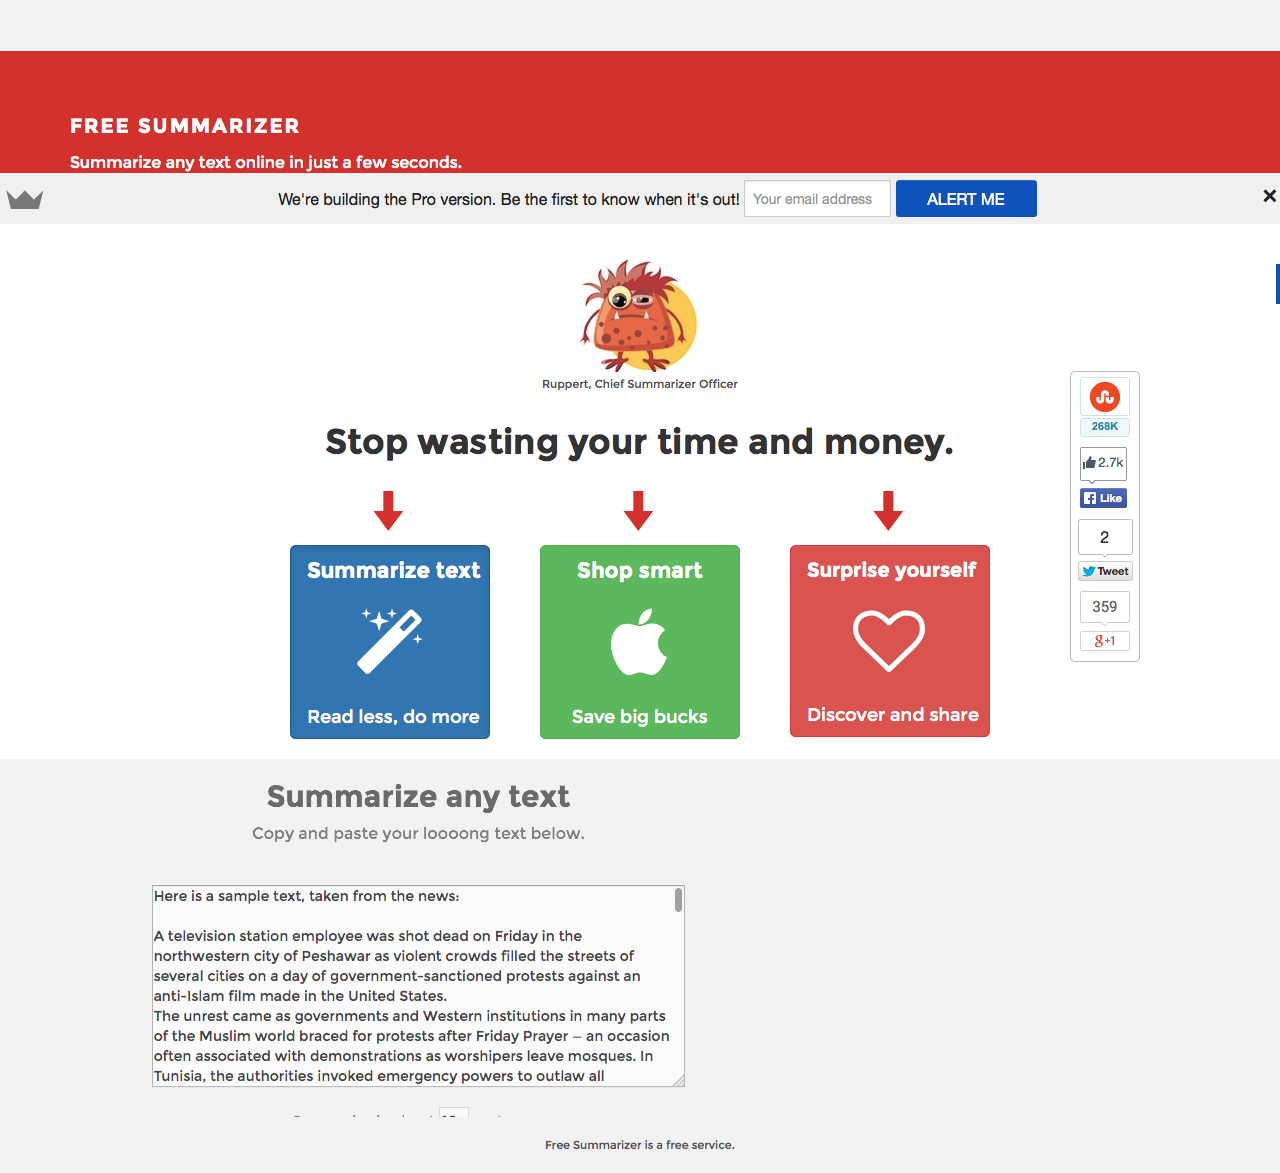 FREE SUMMARIZER
Summarize any text online in just a few seconds.
We're building the Pro version. Be the first to know when it's out! Your email address ALERT ME
Ruppert, Chief Summarizer Officer
Stop wasting your time and money.
Summarize text
Read less, do more
Shop smart
Save big bucks
Surprise yourself
Discover and share
268K
2.7k
Like
2
Tweet
359
g+1
Summarize any text
Copy and paste your loooong text below.
Here is a sample text, taken from the news:
A television station employee was shot dead on Friday in the
northwestern city of Peshawar as violent crowds filled the streets of
several cities on a day of government-sanctioned protests against an
anti-Islam film made in the United States.
The unrest came as governments and Western institutions in many parts
of the Muslim world braced for protests after Friday Prayer — an occasion
often associated with demonstrations as worshipers leave mosques. In
Tunisia, the authorities invoked emergency powers to outlaw all
Free Summarizer is a free service.